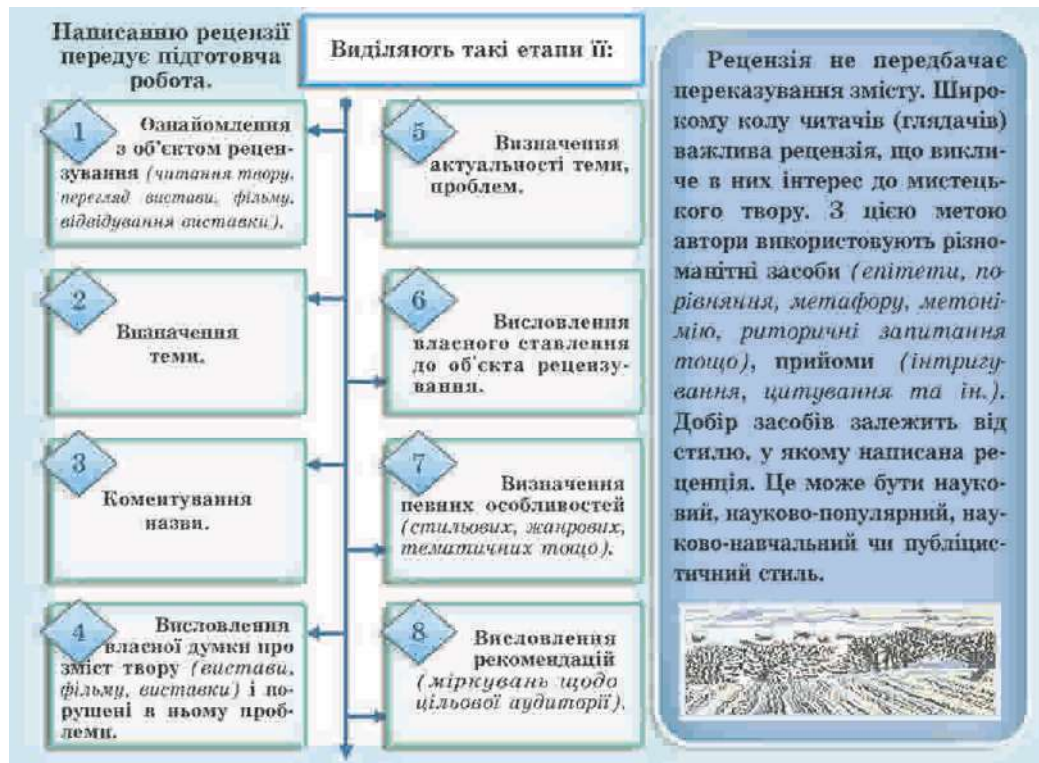 Написанню рецензії
передує підготовча
робота.
Виділяють такі етапи її:
1
Ознайомлення
з об'єктом рецен-
зування (читання твору,
перегляд вистави, фільму,
відвідування виставки).
2
Визначення
теми.
3
Коментування
назви.
4
Висловлення
власної думки про
зміст твору (вистави,
фільму, виставки) і по-
рушені в ньому проб-
леми.
5
Визначення
актуальності теми,
проблем.
6
Висловлення
власного ставлення
до об'єкта рецензу-
вання.
7
Визначення
певних особливостей
(стильових, жанрових,
тематичних тощо).
8
Висловлення
рекомендацій
(міркувань щодо
цільової аудиторії).
Рецензія не передбачає
переказування змісту. Широ-
кому колу читачів (глядачів)
важлива рецензія, що викли-
че в них інтерес до мистець-
кого твору. З цією метою
автори використовують різно-
манітні засоби (епітети, по-
рівняння, метафору, метоні-
мію, риторичні запитання
тощо), прийоми (інтригу-
вання, цитування та ін.).
Добір засобів залежить від
стилю, у якому написана ре-
цензія. Це може бути науко-
вий, науково-популярний, нау-
ково-навчальний чи публіцис-
тичний стиль.